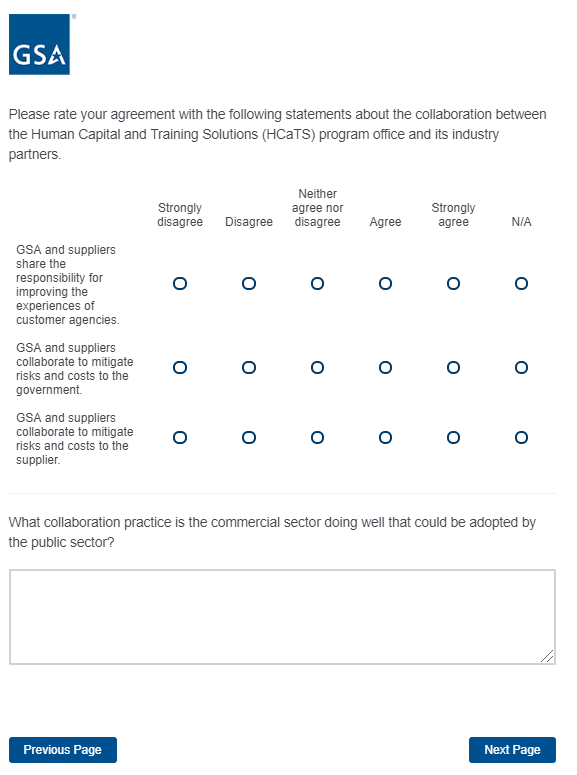 GSA
®
Please rate your agreement with the following statements about the collaboration between
the Human Capital and Training Solutions (HCaTS) program office and its industry
partners.
Strongly disagree
Disagree
Neither agree nor disagree
Agree
Strongly agree
N/A
GSA and suppliers
share the
responsibility for
improving the
experiences of
customer agencies.
GSA and suppliers
collaborate to mitigate
risks and costs to the
government.
GSA and suppliers
collaborate to mitigate
risks and costs to the
supplier.
What collaboration practice is the commercial sector doing well that could be adopted by
the public sector?
Previous Page
Next Page